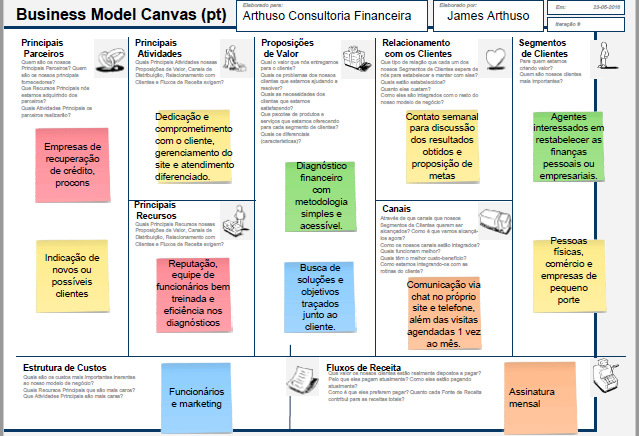 Business Model Canvas (pt)
Elaborado para:
Arthuso Consultoria Financeira
Elaborado por:
James Arthuso
Em:
Iteração #
Principais
Parceiros
Quem são os nossos
Principais Parceiros? Quem
são os nossos principais
fornecedores?
Que Recursos Principais nós
estamos adquirindo dos
parceiros?
Quais Atividades Principais os
parceiros realizarão?
Empresas de
recuperação
de crédito,
procons
Indicação de
novos ou
possíveis
clientes
Principais
Atividades
Quais Principais Atividades nossas
Proposições de Valor, Canais de
Distribuição, Relacionamento com
Clientes e Fluxos de Receita exigem?
Dedicação e
comprometimento
com o cliente,
gerenciamento do
site e atendimento
diferenciado.
Principais
Recursos
Quais Principais Recursos nossas
Proposições de Valor, Canais de
Distribuição, Relacionamento com
Clientes e Fluxos de Receita exigem?
Reputação,
equipe de
funcionários bem
treinada e
eficiência nos
diagnósticos
Proposições
de Valor
Qual o valor que nós entregamos
para o cliente?
Quais os problemas dos nossos
clientes que estamos ajudando a
resolver?
Quais as necessidades dos
clientes que estamos
satisfazendo?
Que pacotes de produtos e
serviços que estamos oferecendo
para cada segmento de clientes?
Quais os diferenciais
(características)?
Diagnóstico
financeiro
com
metodologia
simples e
acessível.
Busca de
soluções e
objetivos
traçados
junto ao
cliente.
Relacionamento
com os Clientes
Que tipo de relação que cada um dos
nossos Segmentos de Clientes espera de
nós para estabelecer e manter com eles?
Quais estão estabelecidos?
Quanto eles custam?
Como eles são integrados com o resto do
nosso modelo de negócio?
Contato semanal
para discussão
dos resultados
obtidos e
proposição de
metas
Canais
Através de que canais que nossos
Segmentos de Clientes querem ser
alcançados? Como é que vamos alcançá-
los agora?
Como os nossos canais estão integrados?
Quais funcionam melhor?
Quais tem o melhor custo-benefício?
Como estamos integrando-os com as
rotinas do cliente?
Comunicação via
chat no próprio
site e telefone,
além das visitas
agendadas 1 vez
ao mês.
Segmentos
de Clientes
Para quem estamos
criando valor?
Quem são nossos clientes
mais importantes?
Agentes
interessados em
restabelecer as
finanças
pessoais ou
empresariais.
Pessoas
físicas,
comércio e
empresas de
pequeno
porte
Estrutura de Custos
Quais são os custos mais importantes inerentes
ao nosso modelo de negócio?
Quais Recursos Principais que são mais caros?
Que Atividades Principais são mais caras?
Funcionários
e marketing
Fluxos de Receita
Que valor os nossos clientes estão realmente dispostos a pagar?
Pelo que eles pagam atualmente? Como eles estão pagando
atualmente?
Como é que eles preferem pagar? Quanto cada Fonte de Receita
contribui para as receitas totais?
Assinatura
mensal